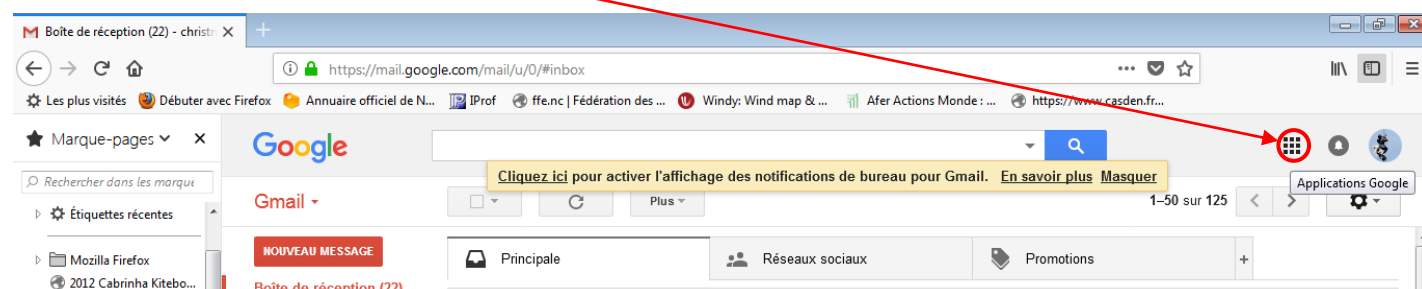 Boîte de réception (22) - christn
https://mail.google.com/mail/u/0/#inbox
Les plus visités Débuter avec Firefox Annuaire officiel de N... IProf ffe.nc | Fédération des ... Windy: Wind map & ... Afer Actions Monde : ... https://www.casden.fr...
Marque-pages
Google
Rechercher dans les marque
Cliquez ici pour activer l'affichage des notifications de bureau pour Gmail. En savoir plus Masquer
Applications Google
Étiquettes récentes
Gmail
Plus
1–50 sur 125
NOUVEAU MESSAGE
Principale
Réseaux sociaux
Promotions
Mozilla Firefox
2012 Cabrinha Kitebo...
Boîte de réception (22)